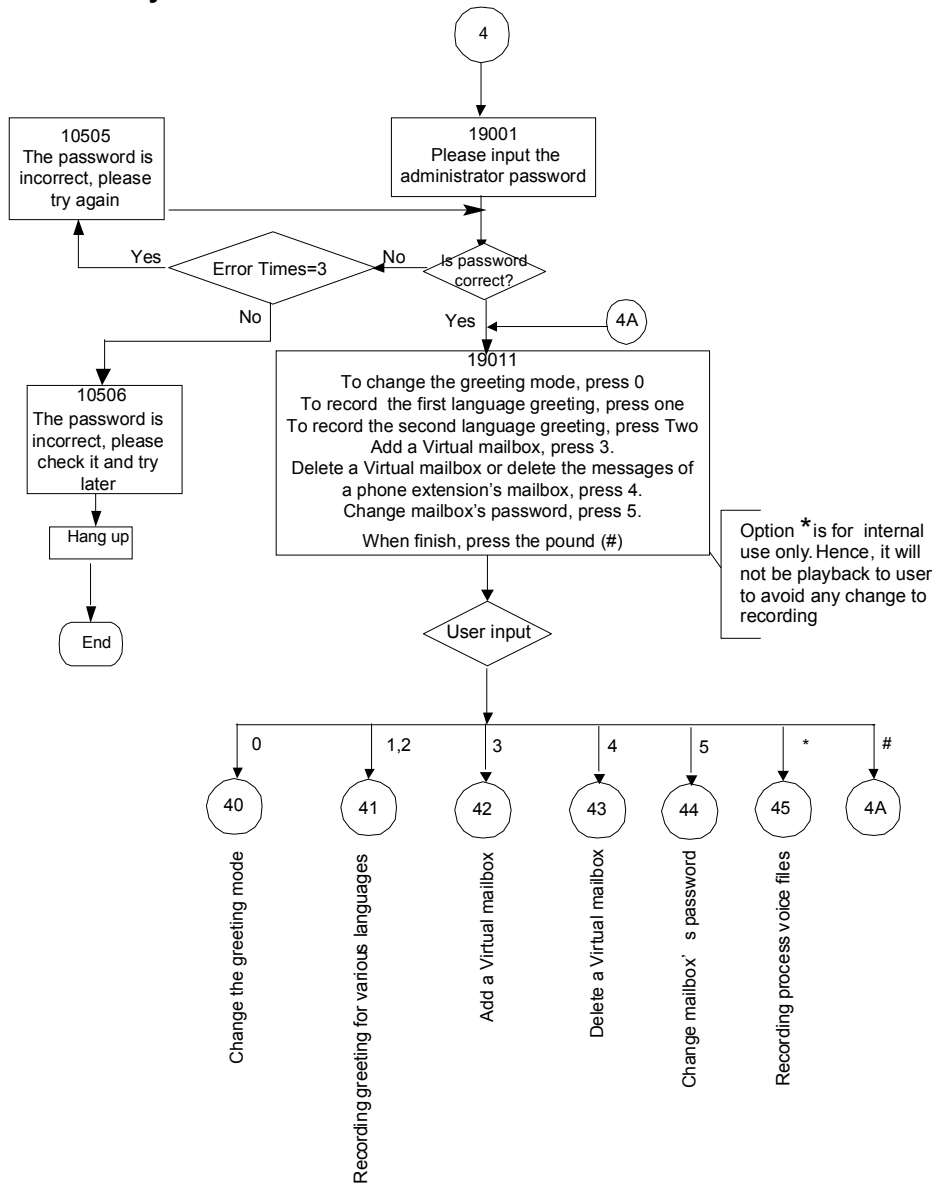 4
19001
Please input the
administrator password
10505
The password is
incorrect, please
try again
Yes
Error Times=3
No
Is password
correct?
No
Yes
4A
10506
The password is
incorrect, please
check it and try
later
Hang up
End
19011
To change the greeting mode, press 0
To record the first language greeting, press one
To record the second language greeting, press Two
Add a Virtual mailbox, press 3.
Delete a Virtual mailbox or delete the messages of
a phone extension's mailbox, press 4.
Change mailbox's password, press 5.
When finish, press the pound (#)
Option * is for internal
use only. Hence, it will
not be playback to user
to avoid any change to
recording
User input
0
1,2
3
4
5
*
#
40
41
42
43
44
45
4A
Change the greeting mode
Recording greeting for various languages
Add a Virtual mailbox
Delete a Virtual mailbox
Change mailbox' s password
Recording process voice files